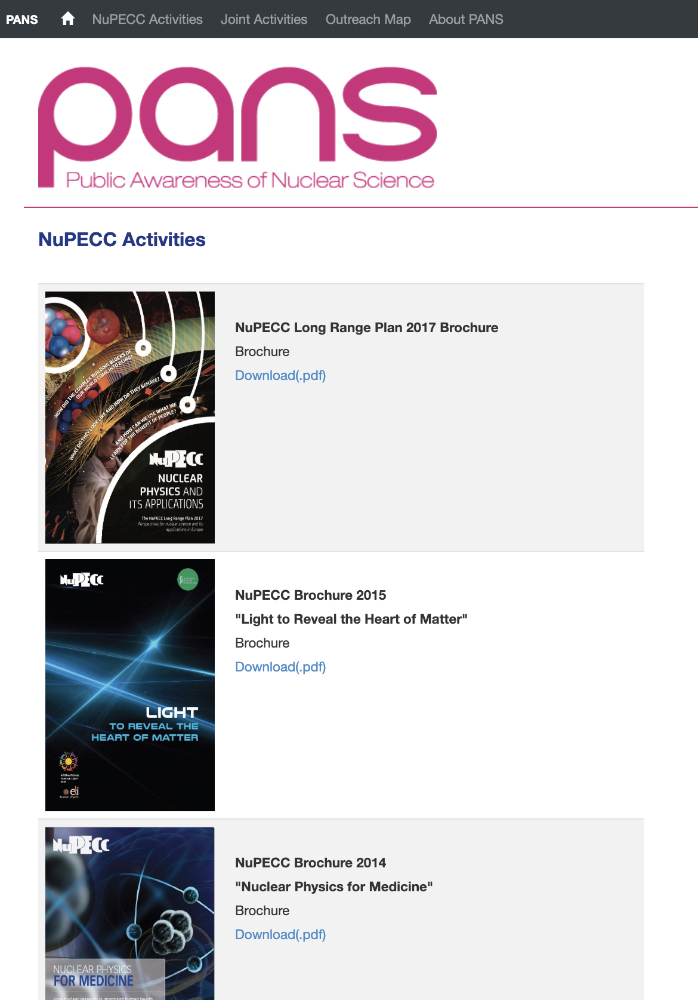 PANS NuPECC Activities Joint Activities Outreach Map About PANS
pans
Public Awareness of Nuclear Science
NuPECC Activities
HOW DID THE COMPLEX BUILDING BLOCKS OF
OUR WORLD COME INTO BEING?
WHAT DO THEY LOOK LIKE AND HOW DO THEY BEHAVE?
AND HOW CAN WE USE WHAT WE
LEARN FOR THE BENEFIT OF PEOPLE?
NuPECC
NUCLEAR
PHYSICS AND
ITS APPLICATIONS
The NuPECC Long Range Plan 2017
Perspectives for nuclear science and its
applications in Europe
NuPECC Long Range Plan 2017 Brochure
Brochure
Download(.pdf)
NuPECC
LIGHT
TO REVEAL THE
HEART OF MATTER
INTERNATIONAL
YEAR OF LIGHT
2015
eli
Nuclear Physics
NuPECC Brochure 2015
"Light to Reveal the Heart of Matter"
Brochure
Download(.pdf)
NuPECC
NUCLEAR PHYSICS
FOR MEDICINE
How nuclear research is improving human health
NuPECC Brochure 2014
"Nuclear Physics for Medicine"
Brochure
Download(.pdf)